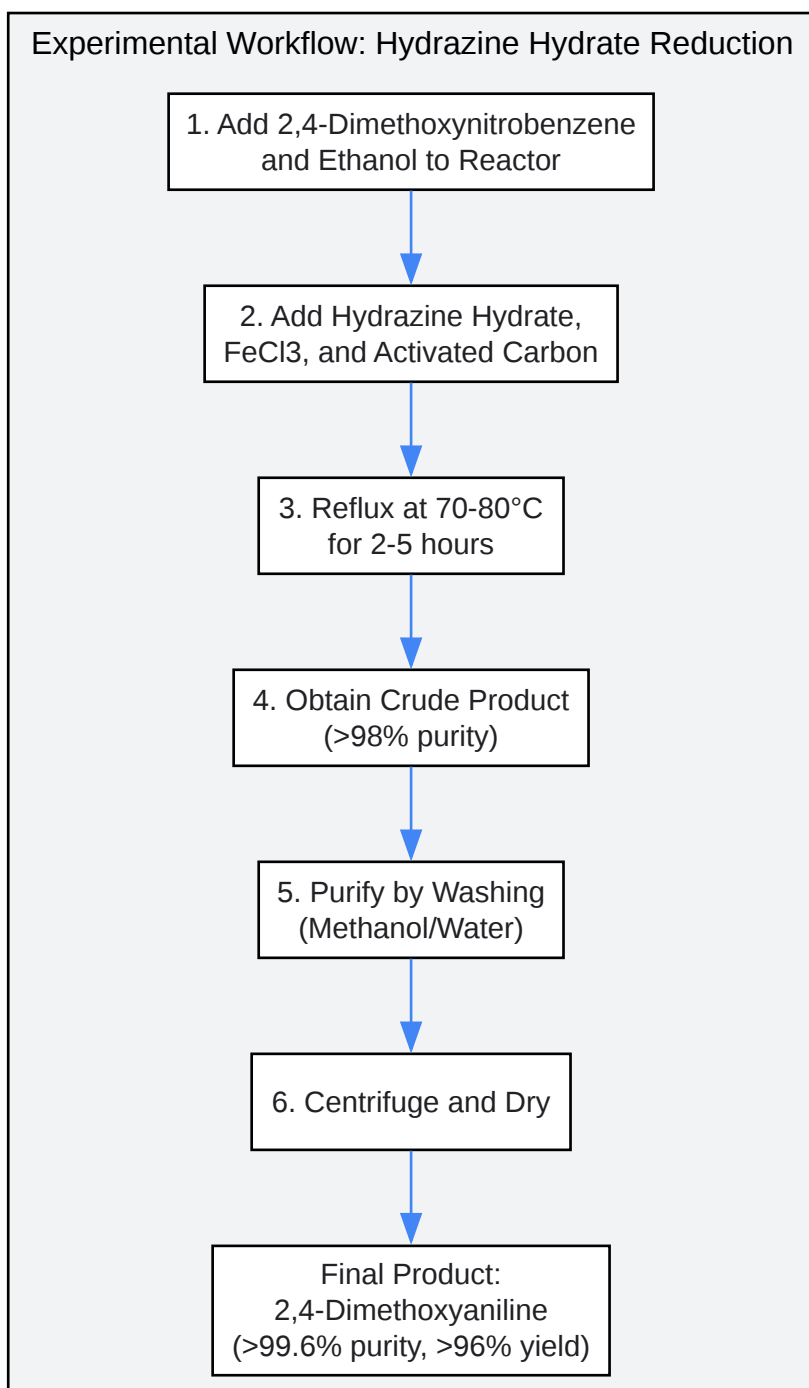 Experimental Workflow: Hydrazine Hydrate Reduction
1. Add 2,4-Dimethoxynitrobenzene
and Ethanol to Reactor
2. Add Hydrazine Hydrate,
FeCl3, and Activated Carbon
3. Reflux at 70-80°C
for 2-5 hours
4. Obtain Crude Product
(>98% purity)
5. Purify by Washing
(Methanol/Water)
6. Centrifuge and Dry
Final Product:
2,4-Dimethoxyaniline
(>99.6% purity, >96% yield)